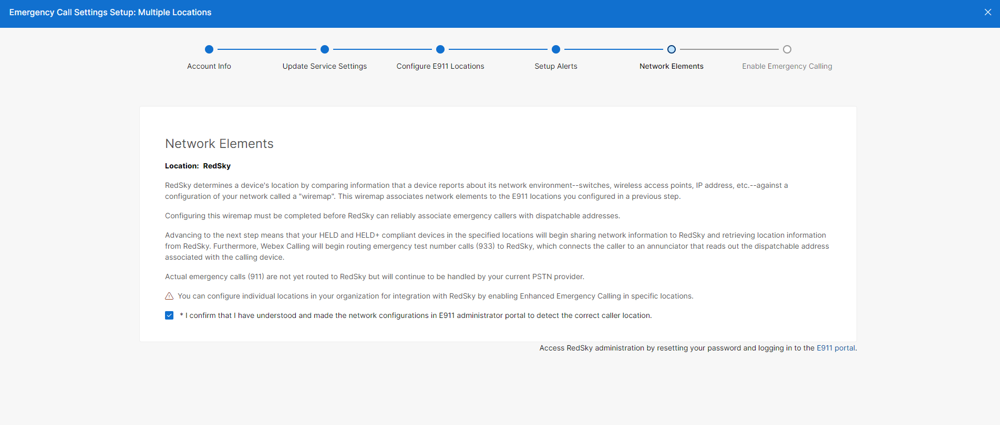 Emergency Call Settings Setup: Multiple Locations
Account Info
Update Service Settings
Configure E911 Locations
Setup Alerts
Network Elements
Enable Emergency Calling
Network Elements
Location: RedSky
RedSky determines a device's location by comparing information that a device reports about its network environment--switches, wireless access points, IP address, etc.--against a
configuration of your network called a "wiremap". This wiremap associates network elements to the E911 locations you configured in a previous step.
Configuring this wiremap must be completed before RedSky can reliably associate emergency callers with dispatchable addresses.
Advancing to the next step means that your HELD and HELD+ compliant devices in the specified locations will begin sharing network information to RedSky and retrieving location information
from RedSky. Furthermore, Webex Calling will begin routing emergency test number calls (933) to RedSky, which connects the caller to an annunciator that reads out the dispatchable address
associated with the calling device.
Actual emergency calls (911) are not yet routed to RedSky but will continue to be handled by your current PSTN provider.
You can configure individual locations in your organization for integration with RedSky by enabling Enhanced Emergency Calling in specific locations.
* I confirm that I have understood and made the network configurations in E911 administrator portal to detect the correct caller location.
Access RedSky administration by resetting your password and logging in to the E911 portal.